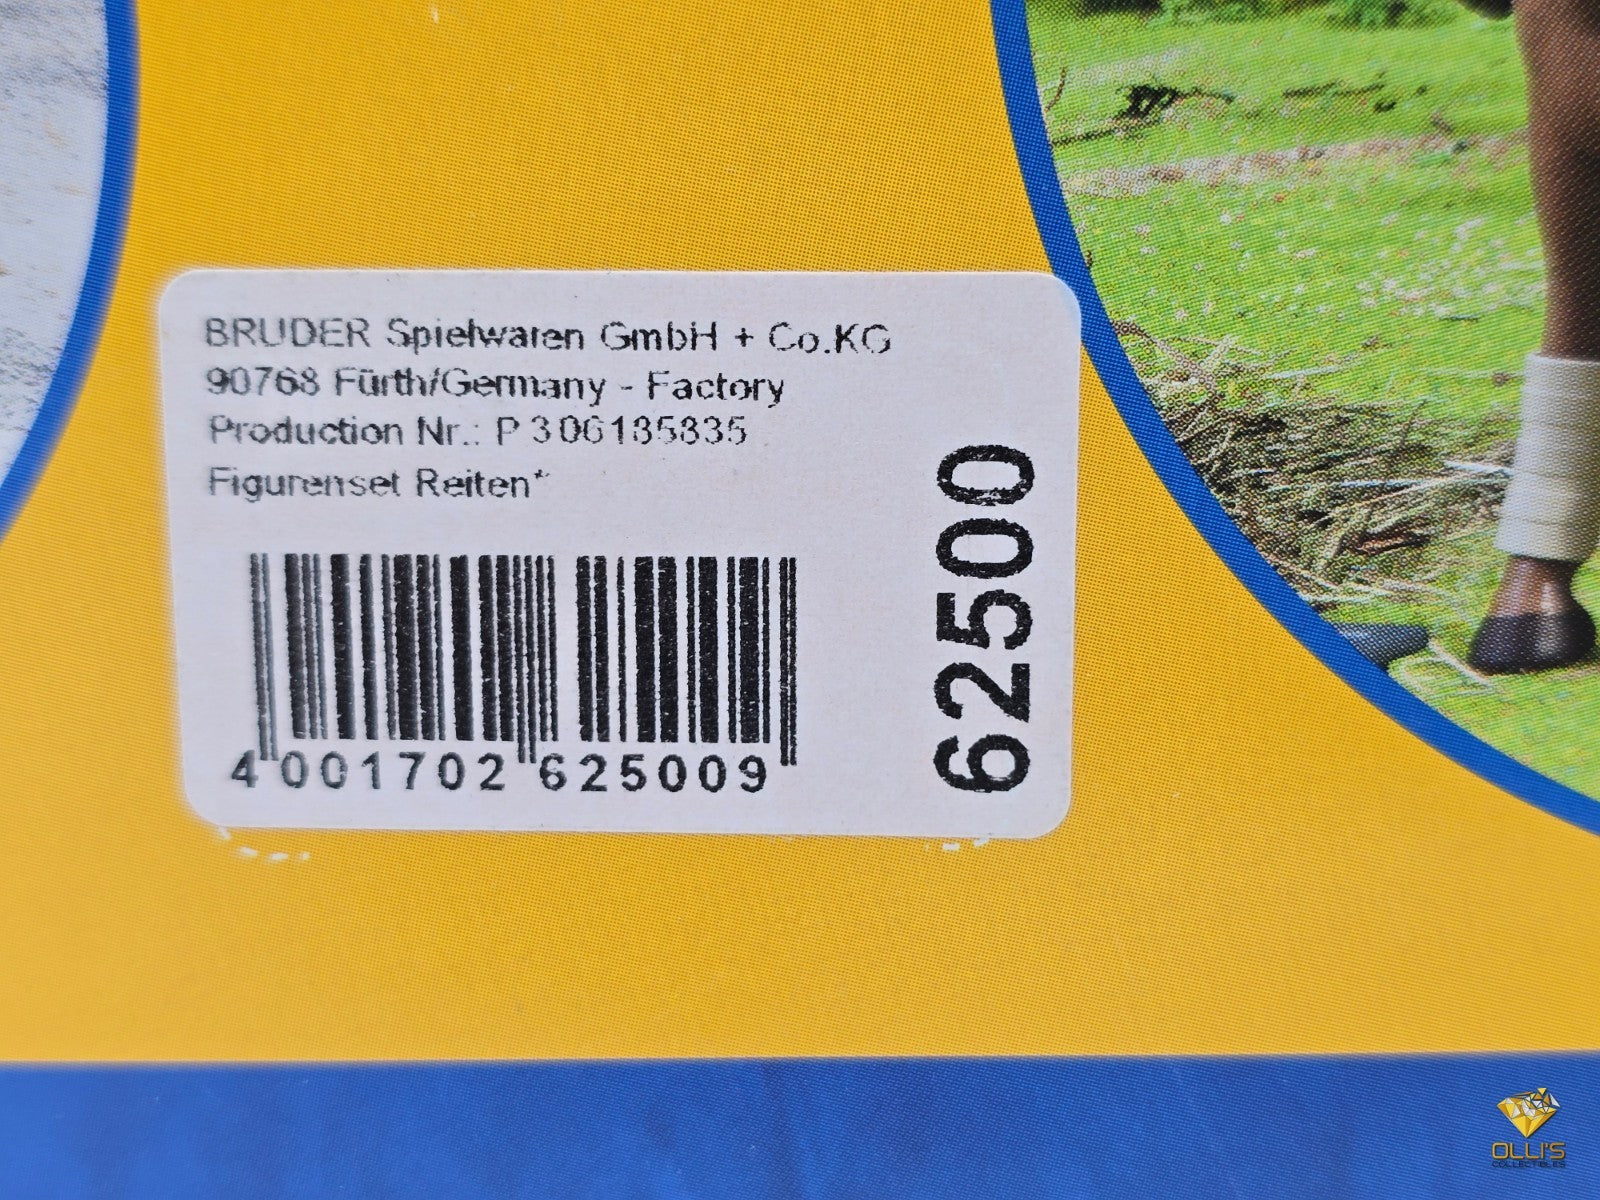 BRUDER Spielwaren GmbH + Co.KG
90768 Fürth/Germany - Factory
Production Nr.: P 306185835
Figurenset Reiten*
4 001702 625009
62500
OLLI'S
COLLECTIBLES